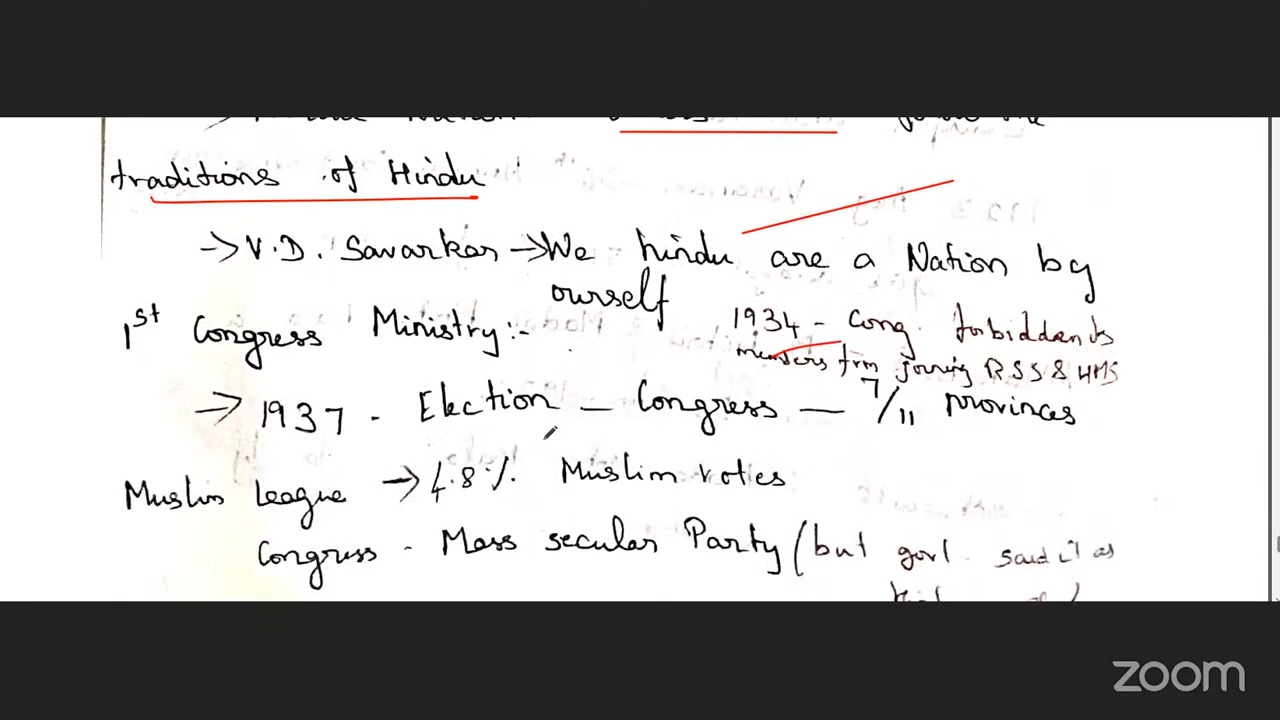 traditions of Hindu
→ V.D. Savarkar → We hindu are a Nation by
ourself
1st Congress Ministry:-
1934 - Cong. forbidden its
members frm joining RSS & HMS
→ 1937 - Election - Congress - 7/11 provinces
Muslim League → 4.8% Muslim votes
Congress - Mass secular Party (but govt. said it as
zoom